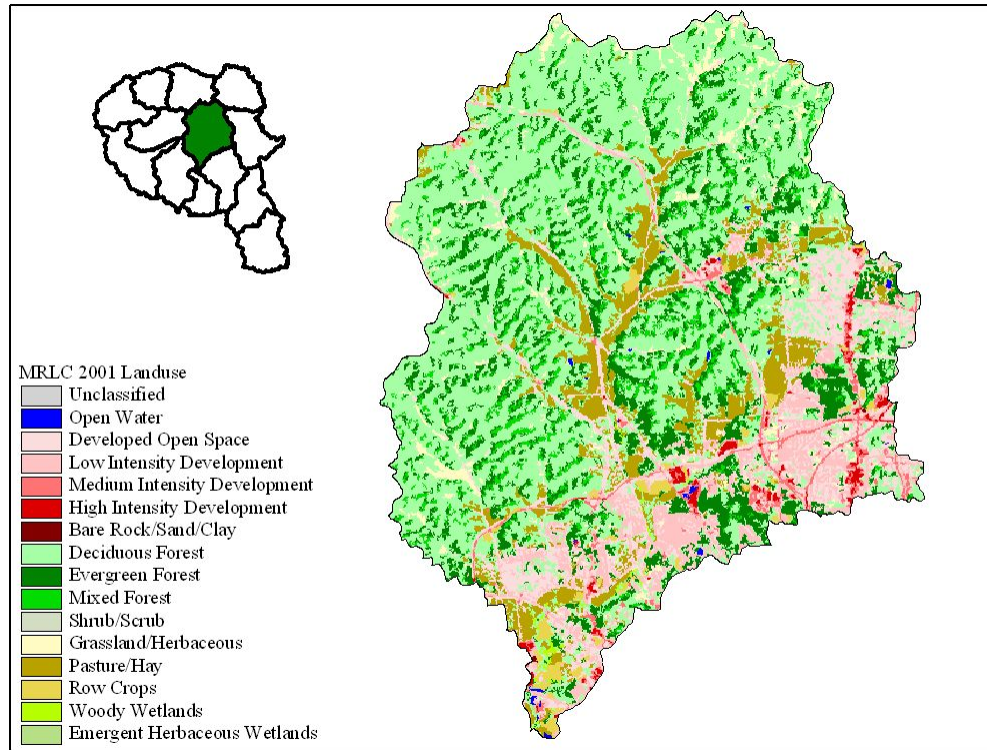 MRLC 2001 Landuse
Unclassified
Open Water
Developed Open Space
Low Intensity Development
Medium Intensity Development
High Intensity Development
Bare Rock/Sand/Clay
Deciduous Forest
Evergreen Forest
Mixed Forest
Shrub/Scrub
Grassland/Herbaceous
Pasture/Hay
Row Crops
Woody Wetlands
Emergent Herbaceous Wetlands